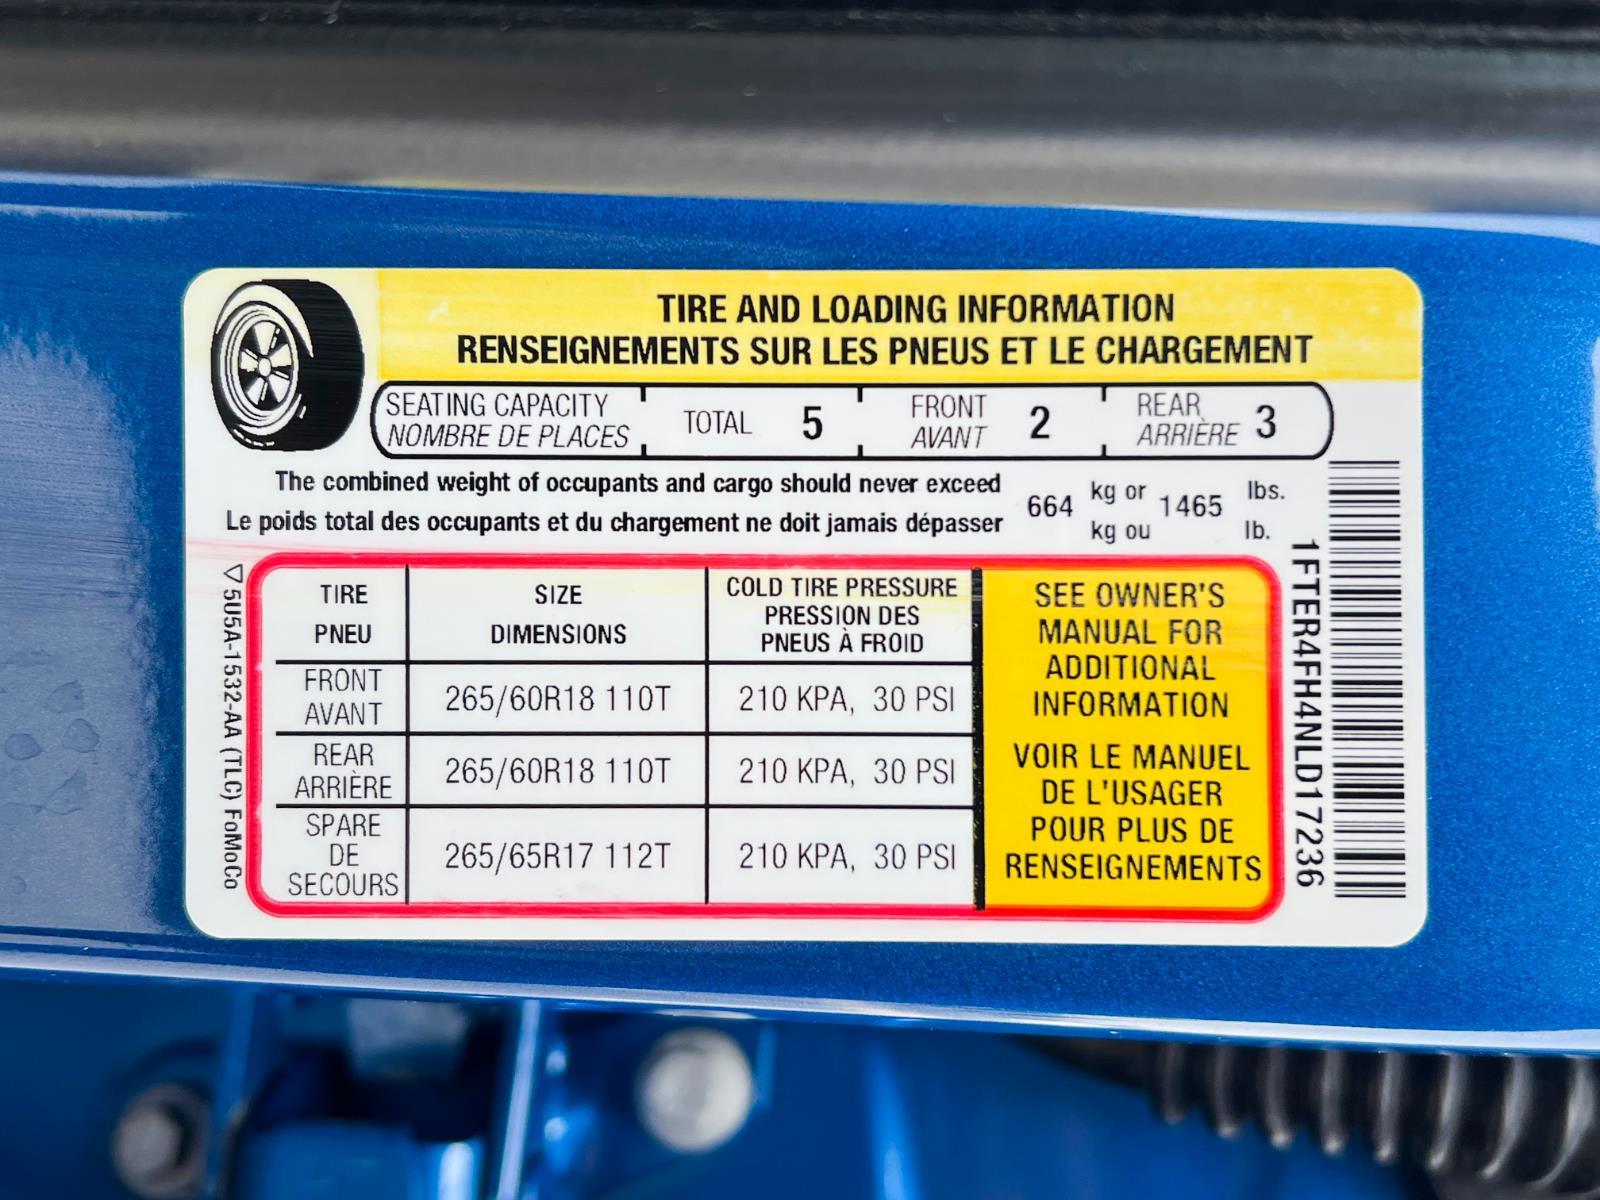 TIRE AND LOADING INFORMATION
RENSEIGNEMENTS SUR LES PNEUS ET LE CHARGEMENT
SEATING CAPACITY
NOMBRE DE PLACES
TOTAL 5
FRONT
AVANT
2
REAR
ARRIÈRE
3
The combined weight of occupants and cargo should never exceed
Le poids total des occupants et du chargement ne doit jamais dépasser
664
kg or
kg ou
1465
lbs.
lb.
TIRE
PNEU
SIZE
DIMENSIONS
COLD TIRE PRESSURE
PRESSION DES
PNEUS À FROID
FRONT
AVANT
265/60R18 110T
210 KPA, 30 PSI
REAR
ARRIÈRE
265/60R18 110T
210 KPA, 30 PSI
SPARE
DE
SECOURS
265/65R17 112T
210 KPA, 30 PSI
SEE OWNER'S
MANUAL FOR
ADDITIONAL
INFORMATION
VOIR LE MANUEL
DE L'USAGER
POUR PLUS DE
RENSEIGNEMENTS
5U5A-1532-AA (TLC) FoMoCo
1FTER4FH4NLD17236